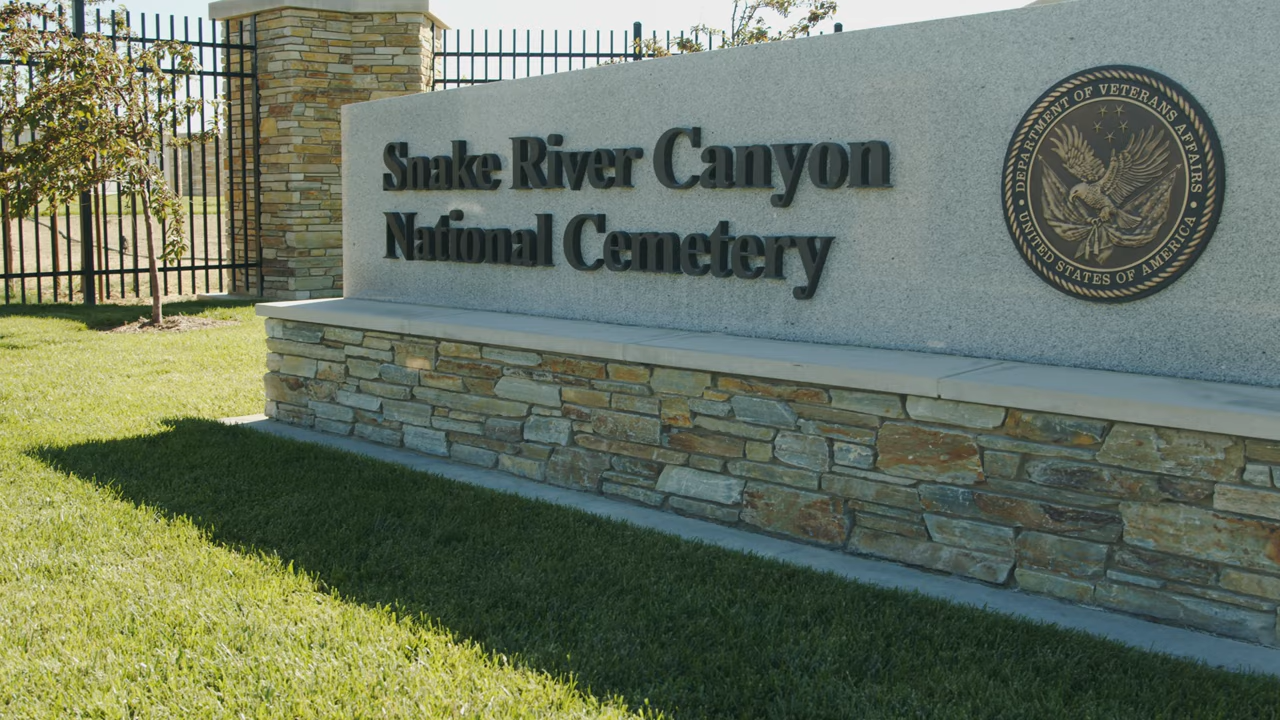 Snake River Canyon
National Cemetery
DEPARTMENT OF VETERANS AFFAIRS
UNITED STATES OF AMERICA